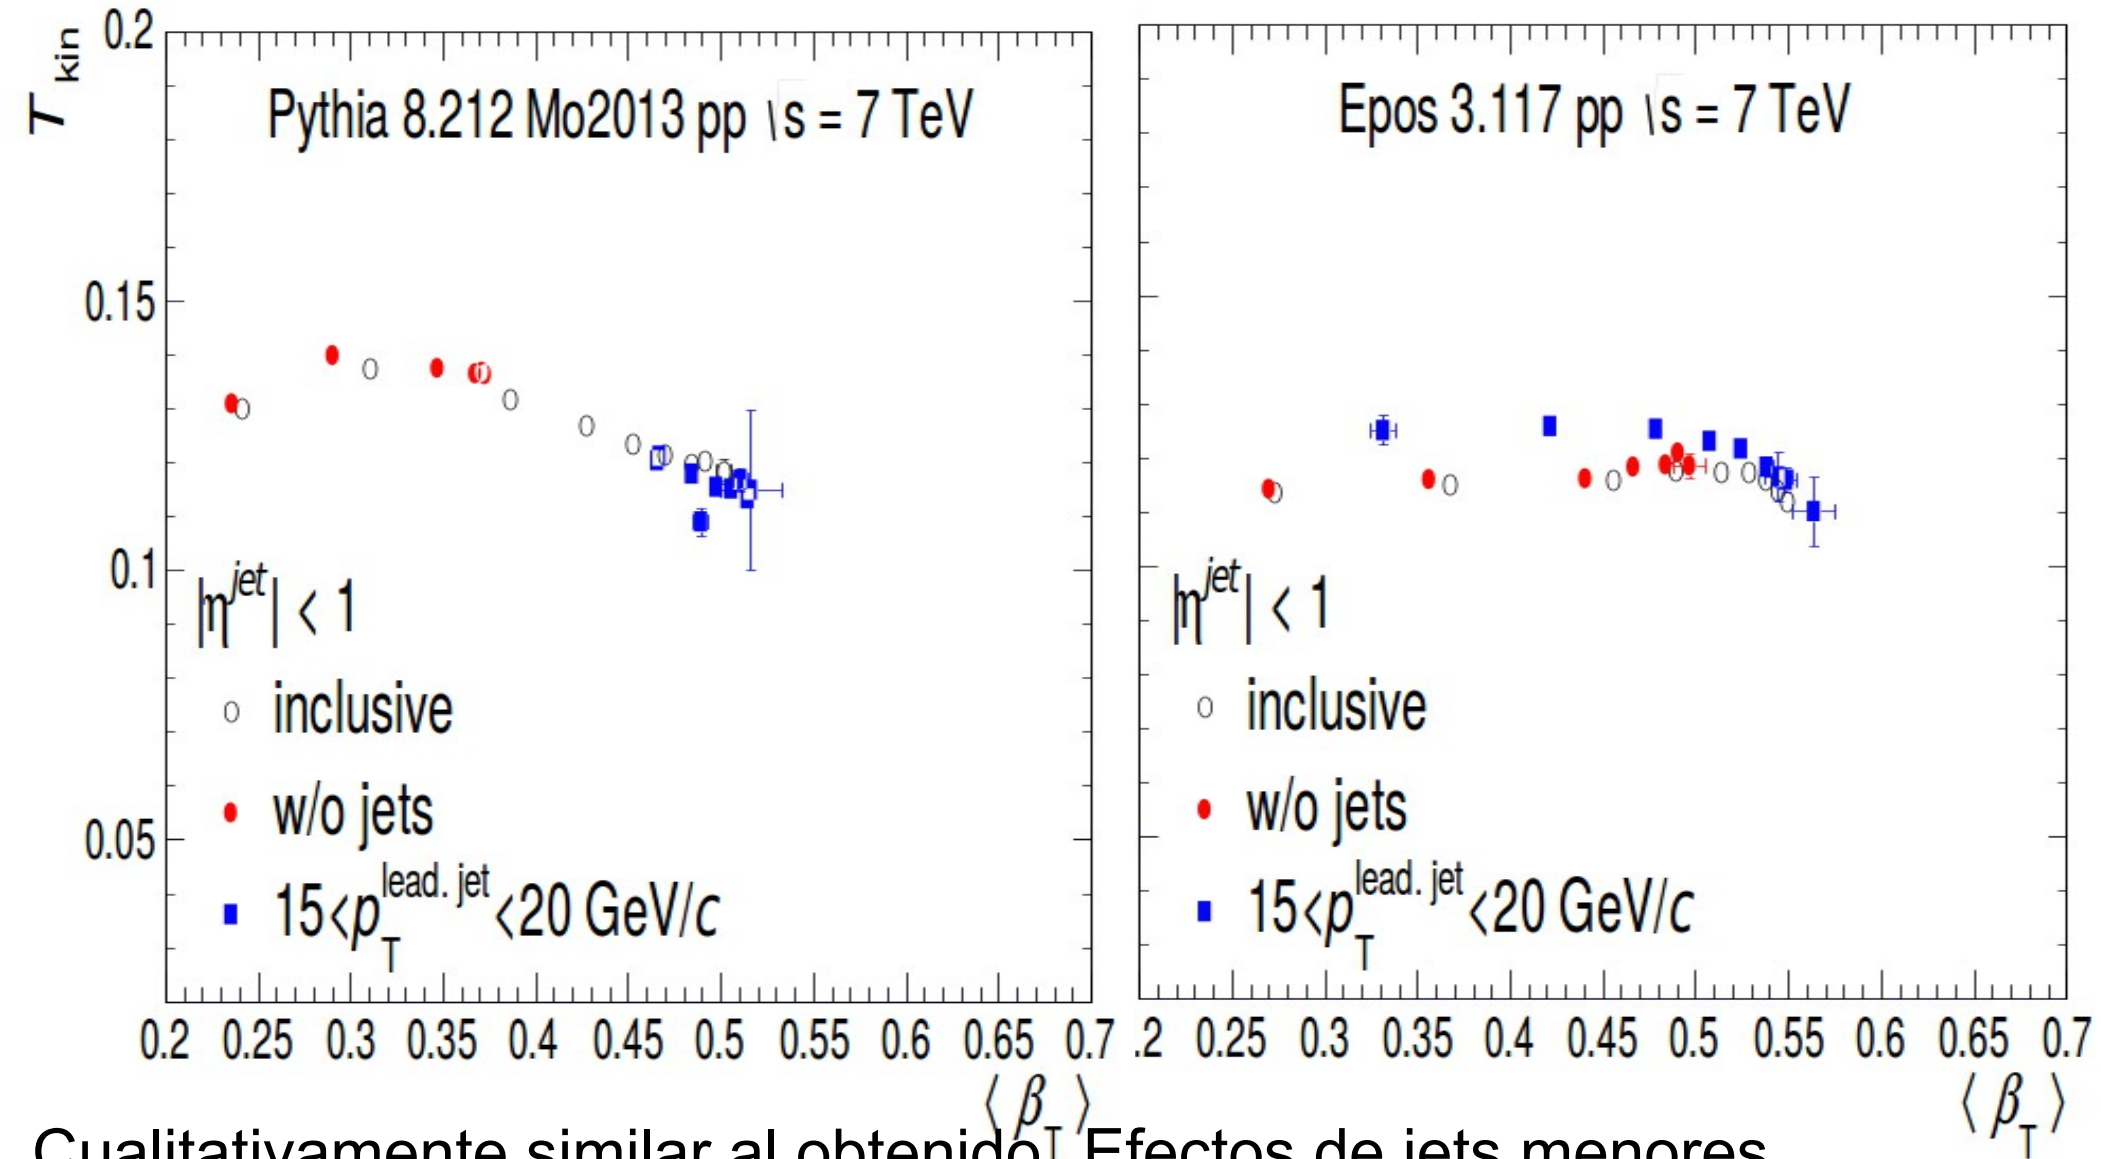 T kin
0.2
0.15
0.1
0.05
Pythia 8.212 Mo2013 pp √s = 7 TeV
|η^jet| < 1
inclusive
w/o jets
15<p_T^lead. jet<20 GeV/c
0.2 0.25 0.3 0.35 0.4 0.45 0.5 0.55 0.6 0.65 0.7
⟨ β_T ⟩
Epos 3.117 pp √s = 7 TeV
|η^jet| < 1
inclusive
w/o jets
15<p_T^lead. jet<20 GeV/c
.2 0.25 0.3 0.35 0.4 0.45 0.5 0.55 0.6 0.65 0.7
⟨ β_T ⟩
Cualitativamente similar al obtenido. Efectos de jets menores